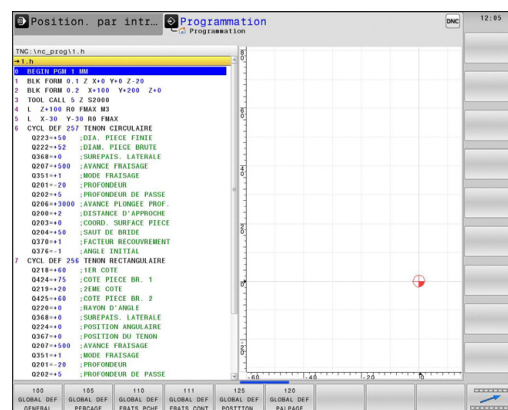 Position. par intr... Programmation
Programmation
DNC
12:05
TNC:\nc_prog\1.h
→1.h
0 BEGIN PGM 1 MM
1 BLK FORM 0.1 Z X+0 Y+0 Z-20
2 BLK FORM 0.2 X+100 Y+200 Z+0
3 TOOL CALL 5 Z S2000
4 L Z+100 R0 FMAX M3
5 L X-30 Y-30 R0 FMAX
6 CYCL DEF 257 TENON CIRCULAIRE
Q223=+50 ;DIA. PIECE FINIE
Q222=+52 ;DIAM. PIECE BRUTE
Q368=+0 ;SUREPAIS. LATERALE
Q207=+500 ;AVANCE FRAISAGE
Q351=+1 ;MODE FRAISAGE
Q201=-20 ;PROFONDEUR
Q202=+5 ;PROFONDEUR DE PASSE
Q206=+3000 ;AVANCE PLONGEE PROF.
Q200=+2 ;DISTANCE D'APPROCHE
Q203=+0 ;COORD. SURFACE PIECE
Q204=+50 ;SAUT DE BRIDE
Q370=+1 ;FACTEUR RECOUVREMENT
Q376=-1 ;ANGLE INITIAL
7 CYCL DEF 256 TENON RECTANGULAIRE
Q218=+60 ;1ER COTE
Q424=+75 ;COTE PIECE BR. 1
Q219=+20 ;2EME COTE
Q425=+60 ;COTE PIECE BR. 2
Q220=+0 ;RAYON D'ANGLE
Q368=+0 ;SUREPAIS. LATERALE
Q224=+0 ;POSITION ANGULAIRE
Q367=+0 ;POSITION DU TENON
Q207=+500 ;AVANCE FRAISAGE
Q351=+1 ;MODE FRAISAGE
Q201=-20 ;PROFONDEUR
Q202=+5 ;PROFONDEUR DE PASSE
-60 -40 -20 0
100 GLOBAL DEF GENERAL
105 GLOBAL DEF PERCAGE
110 GLOBAL DEF FRAIS PCHE
111 GLOBAL DEF FRAIS CONT
125 GLOBAL DEF POSITION
120 GLOBAL DEF PALPAGE